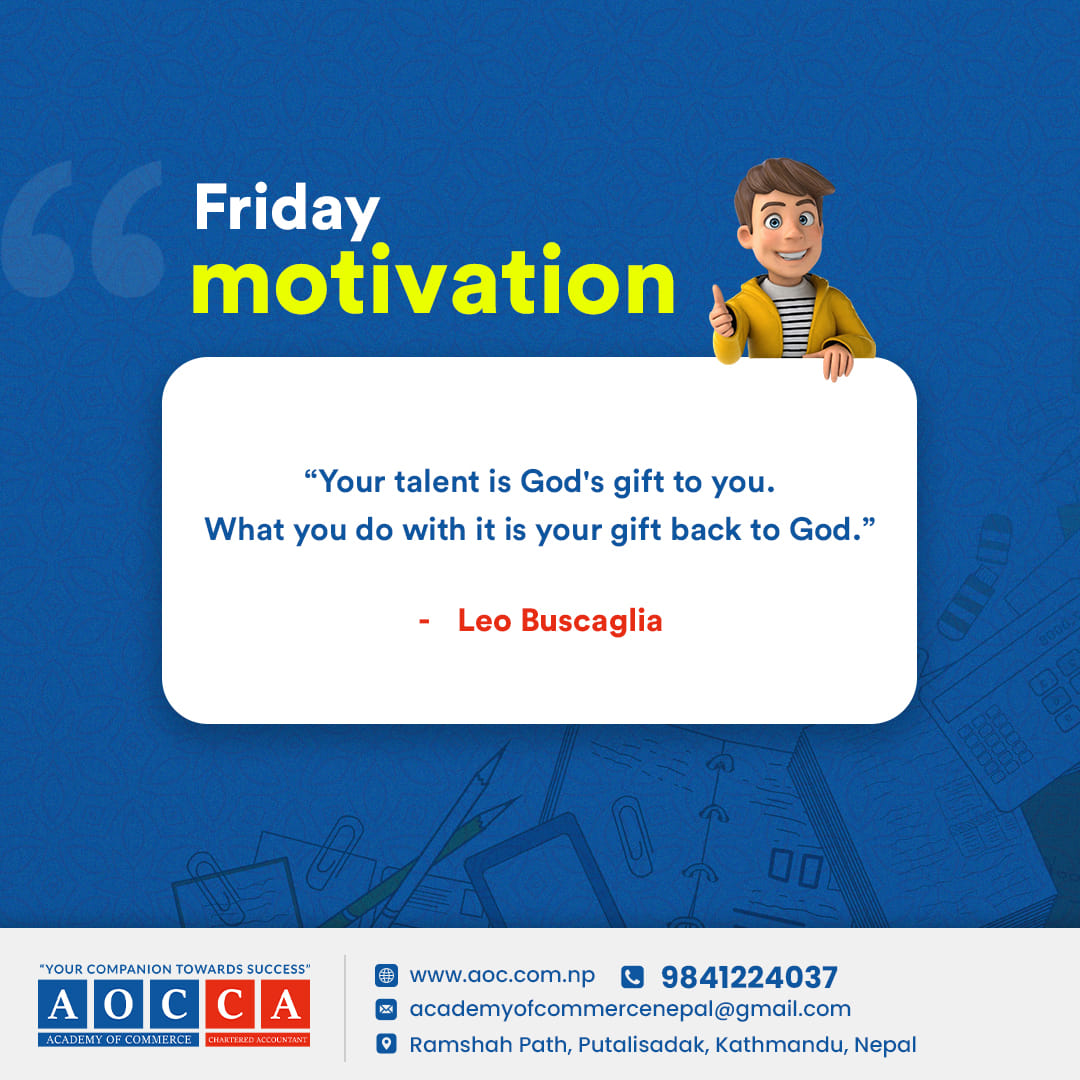 Friday
motivation
“Your talent is God's gift to you.
What you do with it is your gift back to God.”
- Leo Buscaglia
“YOUR COMPANION TOWARDS SUCCESS”
AOCCA
ACADEMY OF COMMERCE CHARTERED ACCOUNTANT
www.aoc.com.np 9841224037
academyofcommercenepal@gmail.com
Ramshah Path, Putalisadak, Kathmandu, Nepal